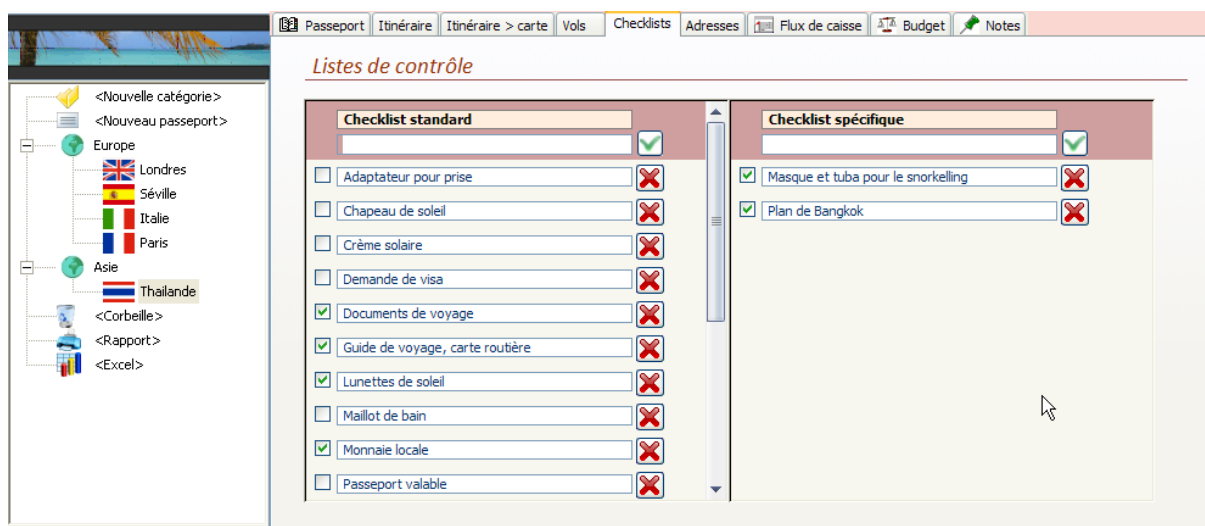 Passeport Itinéraire Itinéraire > carte Vols Checklists Adresses Flux de caisse Budget Notes
Listes de contrôle
<Nouvelle catégorie>
<Nouveau passeport>
Europe
Londres
Séville
Italie
Paris
Asie
Thailande
<Corbeille>
<Rapport>
<Excel>
Checklist standard
Adaptateur pour prise
Chapeau de soleil
Crème solaire
Demande de visa
Documents de voyage
Guide de voyage, carte routière
Lunettes de soleil
Maillot de bain
Monnaie locale
Passeport valable
Checklist spécifique
Masque et tuba pour le snorkelling
Plan de Bangkok